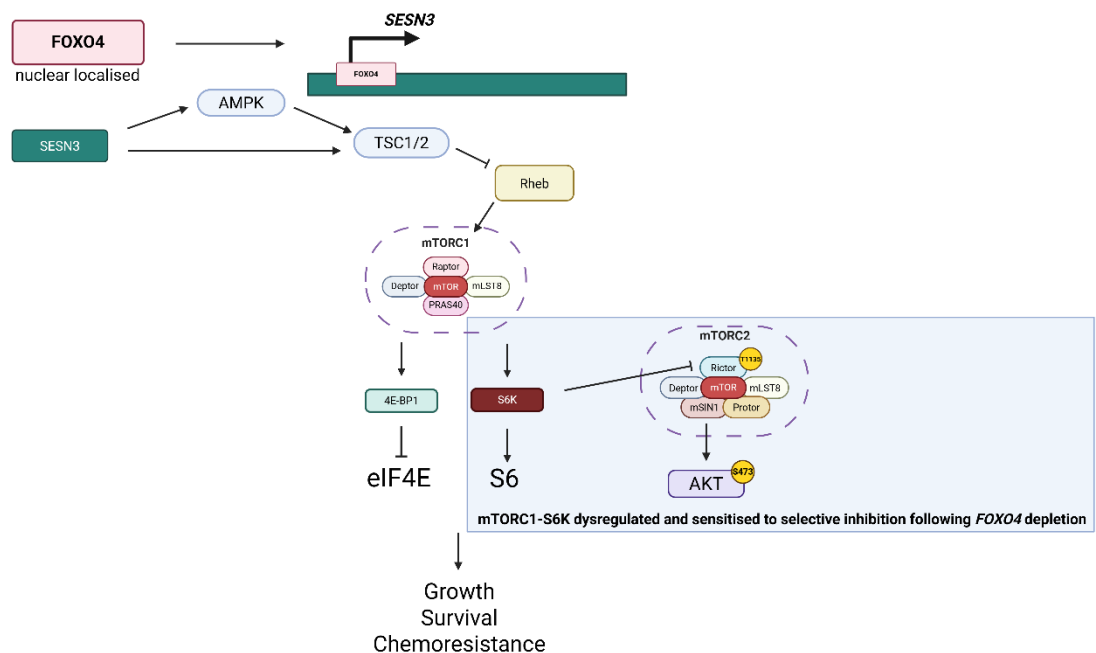 SESN3
FOXO4
nuclear localised
FOXO4
AMPK
SESN3
TSC1/2
Rheb
mTORC1
Raptor
Deptor
mTOR
mLST8
PRAS40
mTORC2
T1135
Rictor
Deptor
mTOR
mLST8
mSIN1
Protor
4E-BP1
S6K
eIF4E
S6
S473
AKT
mTORC1-S6K dysregulated and sensitised to selective inhibition following FOXO4 depletion
Growth
Survival
Chemoresistance